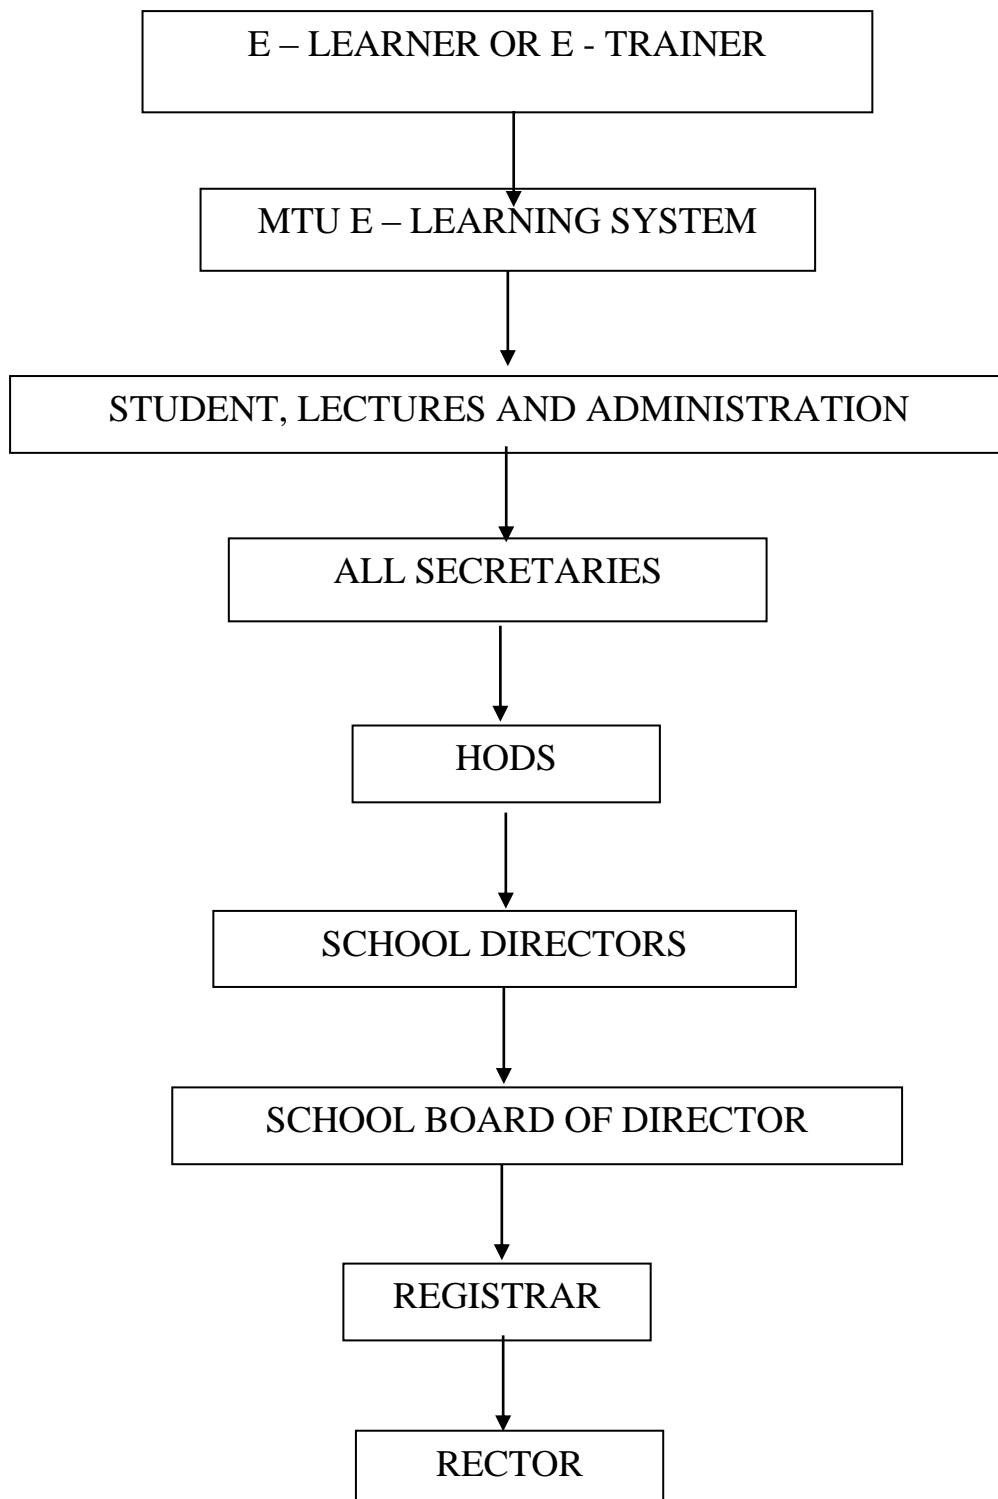 E – LEARNER OR E - TRAINER
MTU E – LEARNING SYSTEM
STUDENT, LECTURES AND ADMINISTRATION
ALL SECRETARIES
HODS
SCHOOL DIRECTORS
SCHOOL BOARD OF DIRECTOR
REGISTRAR
RECTOR